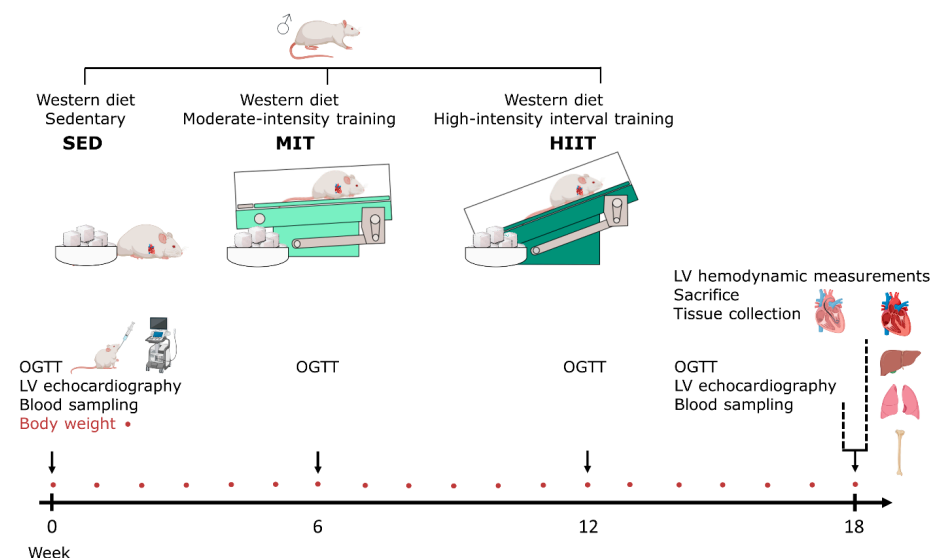 ♂
Western diet
Sedentary
SED
Western diet
Moderate-intensity training
MIT
Western diet
High-intensity interval training
HIIT
LV hemodynamic measurements
Sacrifice
Tissue collection
OGTT
LV echocardiography
Blood sampling
Body weight •
OGTT
OGTT
OGTT
LV echocardiography
Blood sampling
0
6
12
18
Week